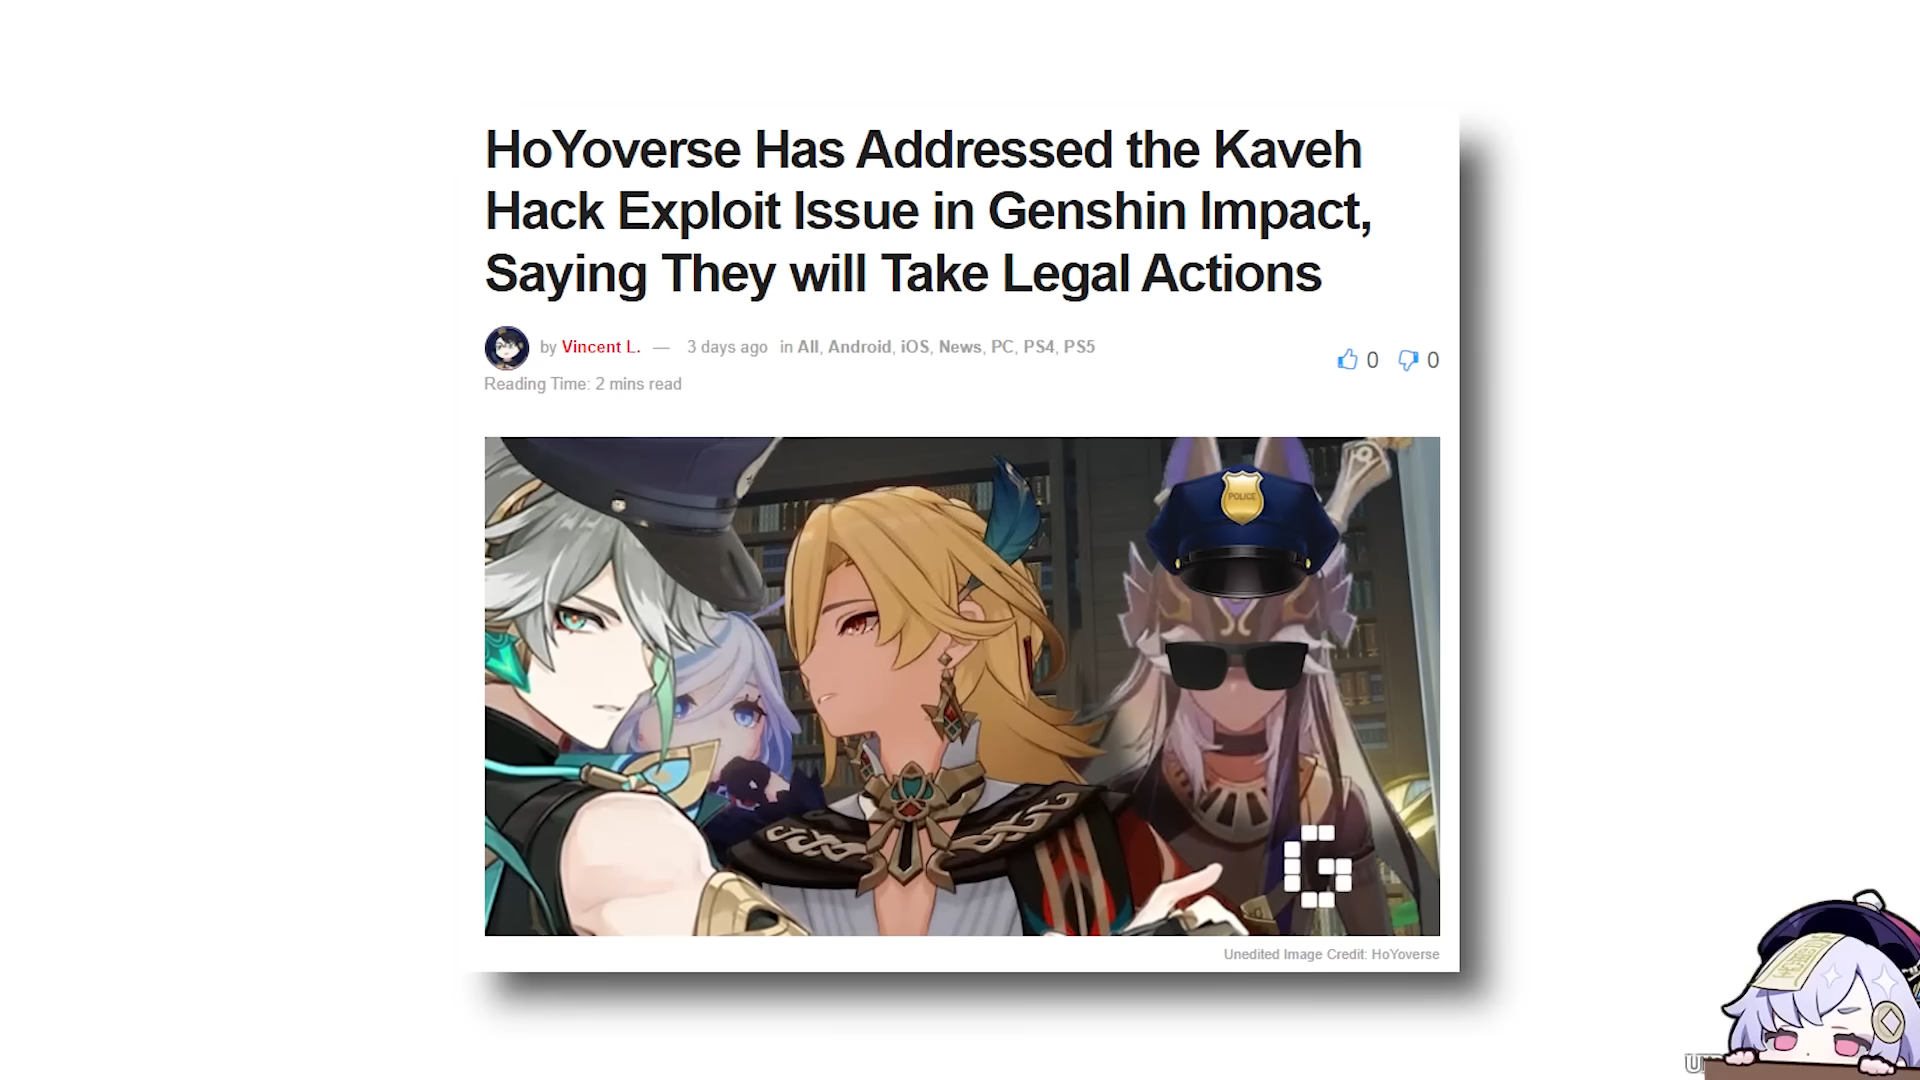 HoYoverse Has Addressed the Kaveh
Hack Exploit Issue in Genshin Impact,
Saying They will Take Legal Actions
by Vincent L. — 3 days ago in All, Android, iOS, News, PC, PS4, PS5
0 0
Reading Time: 2 mins read
POLICE
G
Unedited Image Credit: HoYoverse